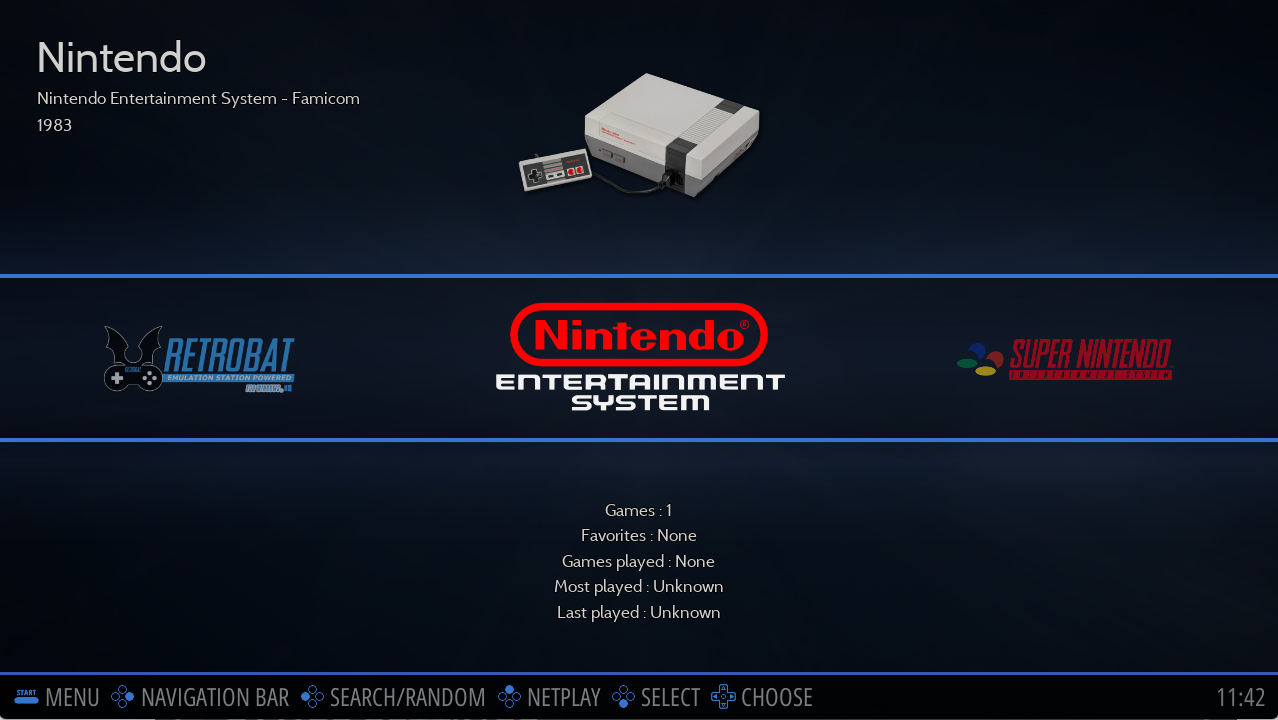 Nintendo
Nintendo Entertainment System - Famicom
1983
RETROBAT
EMULATION STATION POWERED
Nintendo®
ENTERTAINMENT
SYSTEM
SUPER NINTENDO
ENTERTAINMENT SYSTEM
Games : 1
Favorites : None
Games played : None
Most played : Unknown
Last played : Unknown
START MENU NAVIGATION BAR SEARCH/RANDOM NETPLAY SELECT CHOOSE 11:42